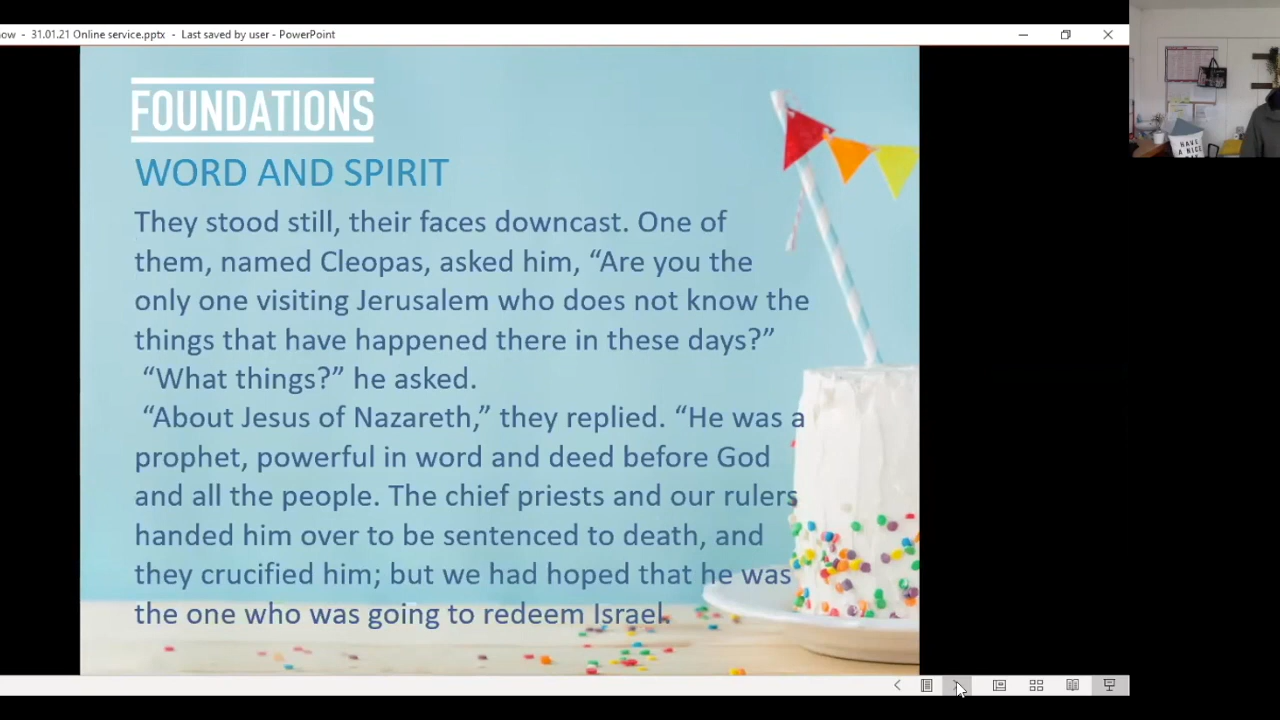 31.01.21 Online service.pptx - Last saved by user - PowerPoint
FOUNDATIONS
WORD AND SPIRIT
They stood still, their faces downcast. One of
them, named Cleopas, asked him, “Are you the
only one visiting Jerusalem who does not know the
things that have happened there in these days?”
“What things?” he asked.
“About Jesus of Nazareth,” they replied. “He was a
prophet, powerful in word and deed before God
and all the people. The chief priests and our rulers
handed him over to be sentenced to death, and
they crucified him; but we had hoped that he was
the one who was going to redeem Israel.
HAVE
A NICE